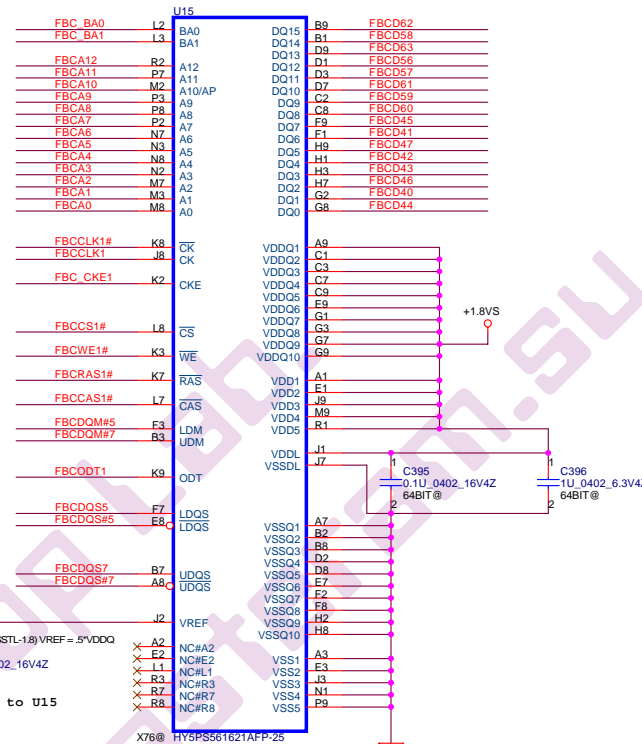 U15
FBC_BA0 L2 BA0 DQ15 B9 FBCD62
FBC_BA1 L3 BA1 DQ14 B1 FBCD58
DQ13 D9 FBCD63
FBCA12 R2 A12 DQ12 D1 FBCD56
FBCA11 P7 A11 DQ11 D3 FBCD57
FBCA10 M2 A10/AP DQ10 D7 FBCD61
FBCA9 P3 A9 DQ9 C2 FBCD59
FBCA8 P8 A8 DQ8 C8 FBCD60
FBCA7 P2 A7 DQ7 F9 FBCD45
FBCA6 N7 A6 DQ6 F1 FBCD41
FBCA5 N3 A5 DQ5 H9 FBCD47
FBCA4 N8 A4 DQ4 H1 FBCD42
FBCA3 N2 A3 DQ3 H3 FBCD43
FBCA2 M7 A2 DQ2 H7 FBCD46
FBCA1 M3 A1 DQ1 G2 FBCD40
FBCA0 M8 A0 DQ0 G8 FBCD44
FBCCLK1# K8 CK VDDQ1 A9
FBCCLK1 J8 CK VDDQ2 C1
VDDQ3 C3
FBC_CKE1 K2 CKE VDDQ4 C7
VDDQ5 C9
VDDQ6 E9
VDDQ7 G1
+1.8VS
FBCCS1# L8 CS VDDQ8 G3
VDDQ9 G7
FBCWE1# K3 WE VDDQ10 G9
FBCRAS1# K7 RAS VDD1 A1
VDD2 E1
FBCCAS1# L7 CAS VDD3 J9
VDD4 M9
FBCDQM#5 F3 LDM VDD5 R1
FBCDQM#7 B3 UDM
VDDL J1
VSSDL J7
FBCODT1 K9 ODT
1 C395 1 C396
0.1U_0402_16V4Z 1U_0402_6.3V4Z
64BIT@ 64BIT@
2 2
FBCDQS5 F7 LDQS
FBCDQS#5 E8 LDQS
VSSQ1 A7
VSSQ2 B2
VSSQ3 B8
VSSQ4 D2
FBCDQS7 B7 UDQS VSSQ5 D8
FBCDQS#7 A8 UDQS VSSQ6 E7
VSSQ7 F2
VSSQ8 F8
J2 VREF VSSQ9 H2
VSSQ10 H8
SSTL-1.8) VREF = .5*VDDQ
A2 NC#A2
E2 NC#E2 VSS1 A3
02_16V4Z
L1 NC#L1 VSS2 E3
R3 NC#R3 VSS3 J3
R7 NC#R7 VSS4 N1
to U15
R8 NC#R8 VSS5 P9
X76@ HY5PS561621AFP-25